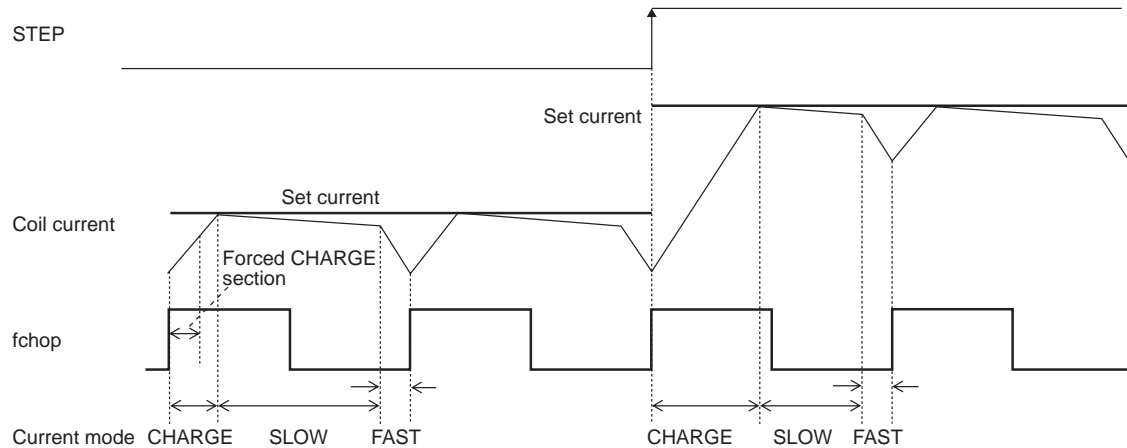 STEP
Set current
Set current
Coil current
Forced CHARGE
section
fchop
Current mode CHARGE SLOW FAST CHARGE SLOW FAST